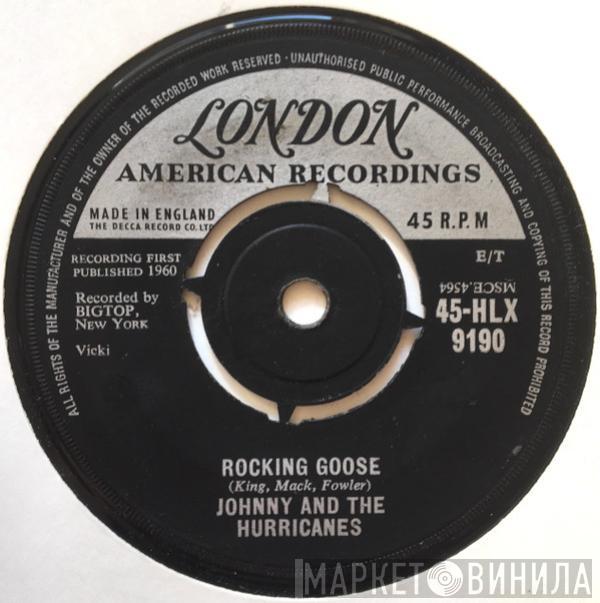 ALL RIGHTS OF THE MANUFACTURER AND OF THE OWNER OF THE RECORDED WORK RESERVED · UNAUTHORISED PUBLIC PERFORMANCE BROADCASTING AND COPYING OF THIS RECORD PROHIBITED
LONDON
AMERICAN RECORDINGS
MADE IN ENGLAND
THE DECCA RECORD CO. LTD
45 R.P.M
RECORDING FIRST
PUBLISHED 1960
E/T
Recorded by
BIGTOP,
NEW YORK
MSCB.4564
45-HLX
9190
Vicki
ROCKING GOOSE
(King, Mack, Fowler)
JOHNNY AND THE
HURRICANES
МАРКЕТ ВИНИЛА